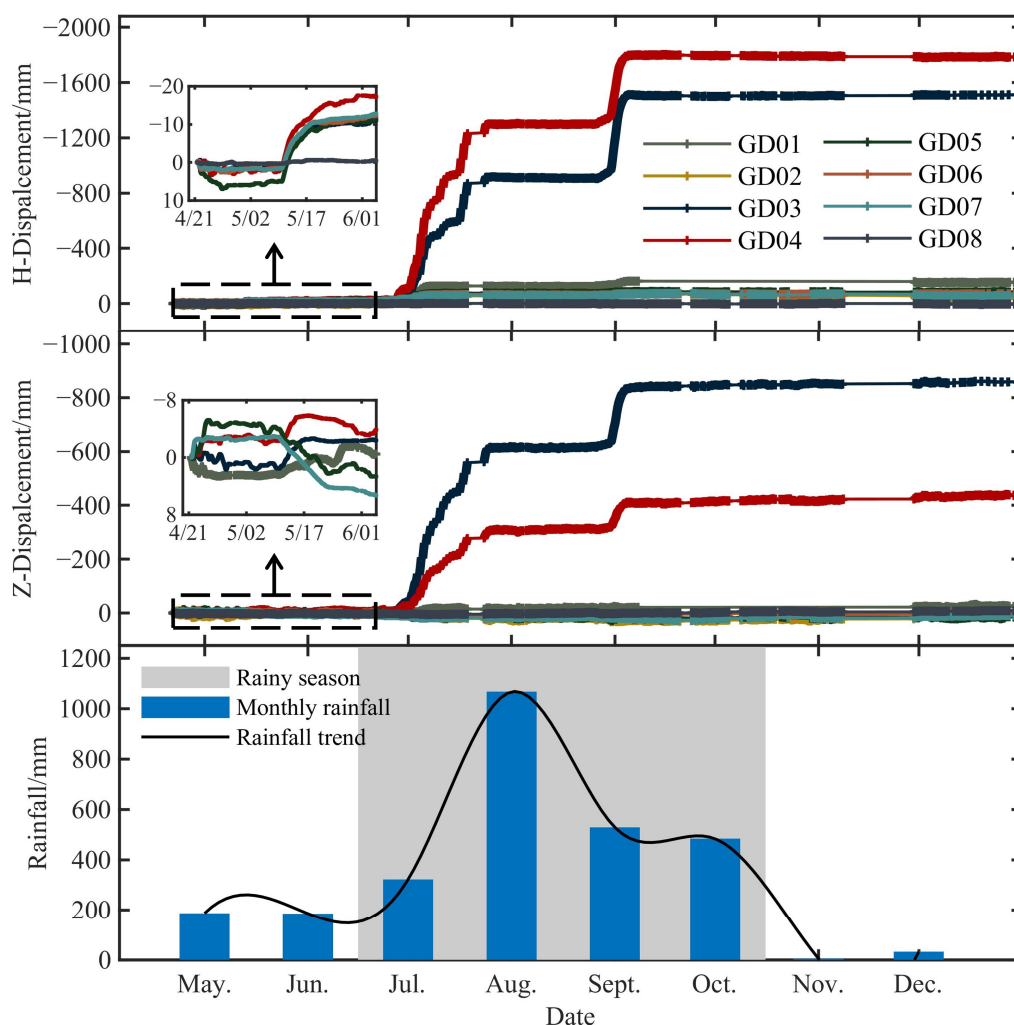 −2000
−1600
−1200
−800
−400
0
H-Dispalcement/mm
−20
−10
0
10
4/21 5/02 5/17 6/01
GD01 GD05
GD02 GD06
GD03 GD07
GD04 GD08
−1000
−800
−600
−400
−200
0
Z-Dispalcement/mm
−8
0
8
4/21 5/02 5/17 6/01
1200
1000
800
600
400
200
0
Rainfall/mm
Rainy season
Monthly rainfall
Rainfall trend
May. Jun. Jul. Aug. Sept. Oct. Nov. Dec.
Date